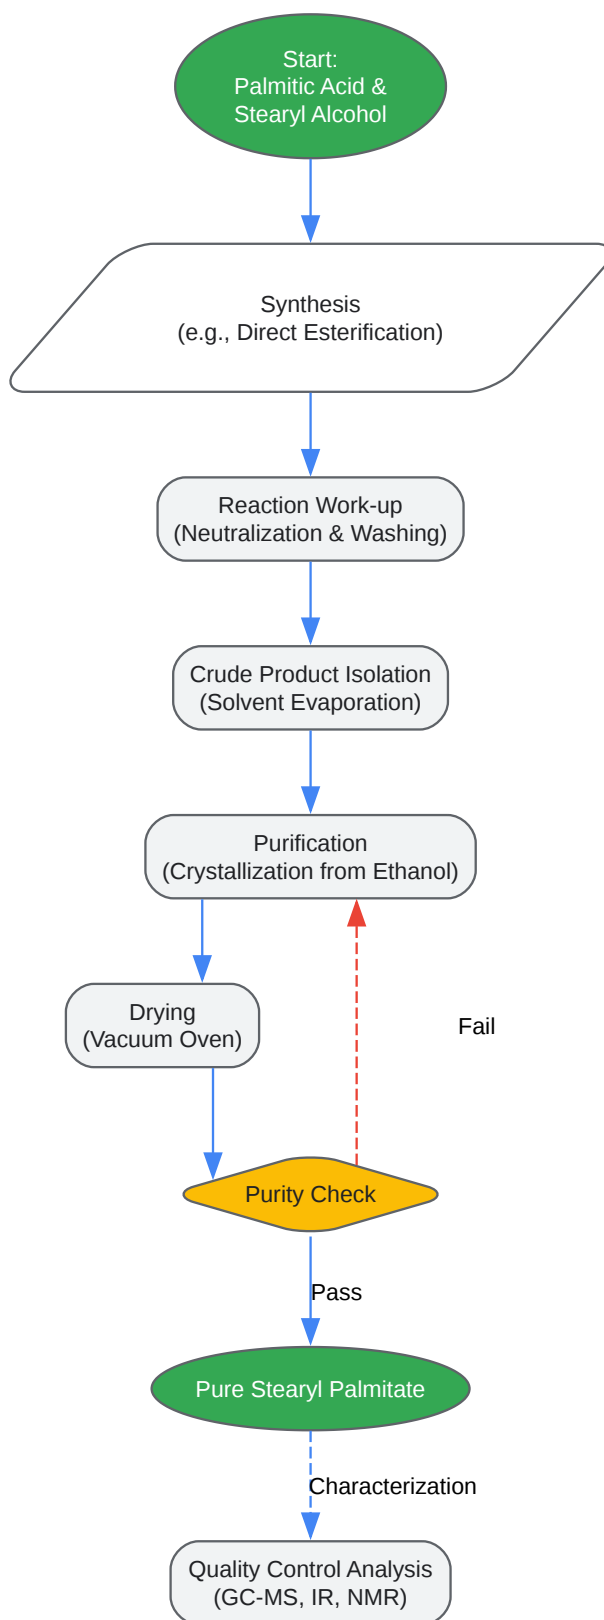 Start:
Palmitic Acid &
Stearyl Alcohol
Synthesis
(e.g., Direct Esterification)
Reaction Work-up
(Neutralization & Washing)
Crude Product Isolation
(Solvent Evaporation)
Purification
(Crystallization from Ethanol)
Drying
(Vacuum Oven)
Fail
Purity Check
Pass
Pure Stearyl Palmitate
Characterization
Quality Control Analysis
(GC-MS, IR, NMR)